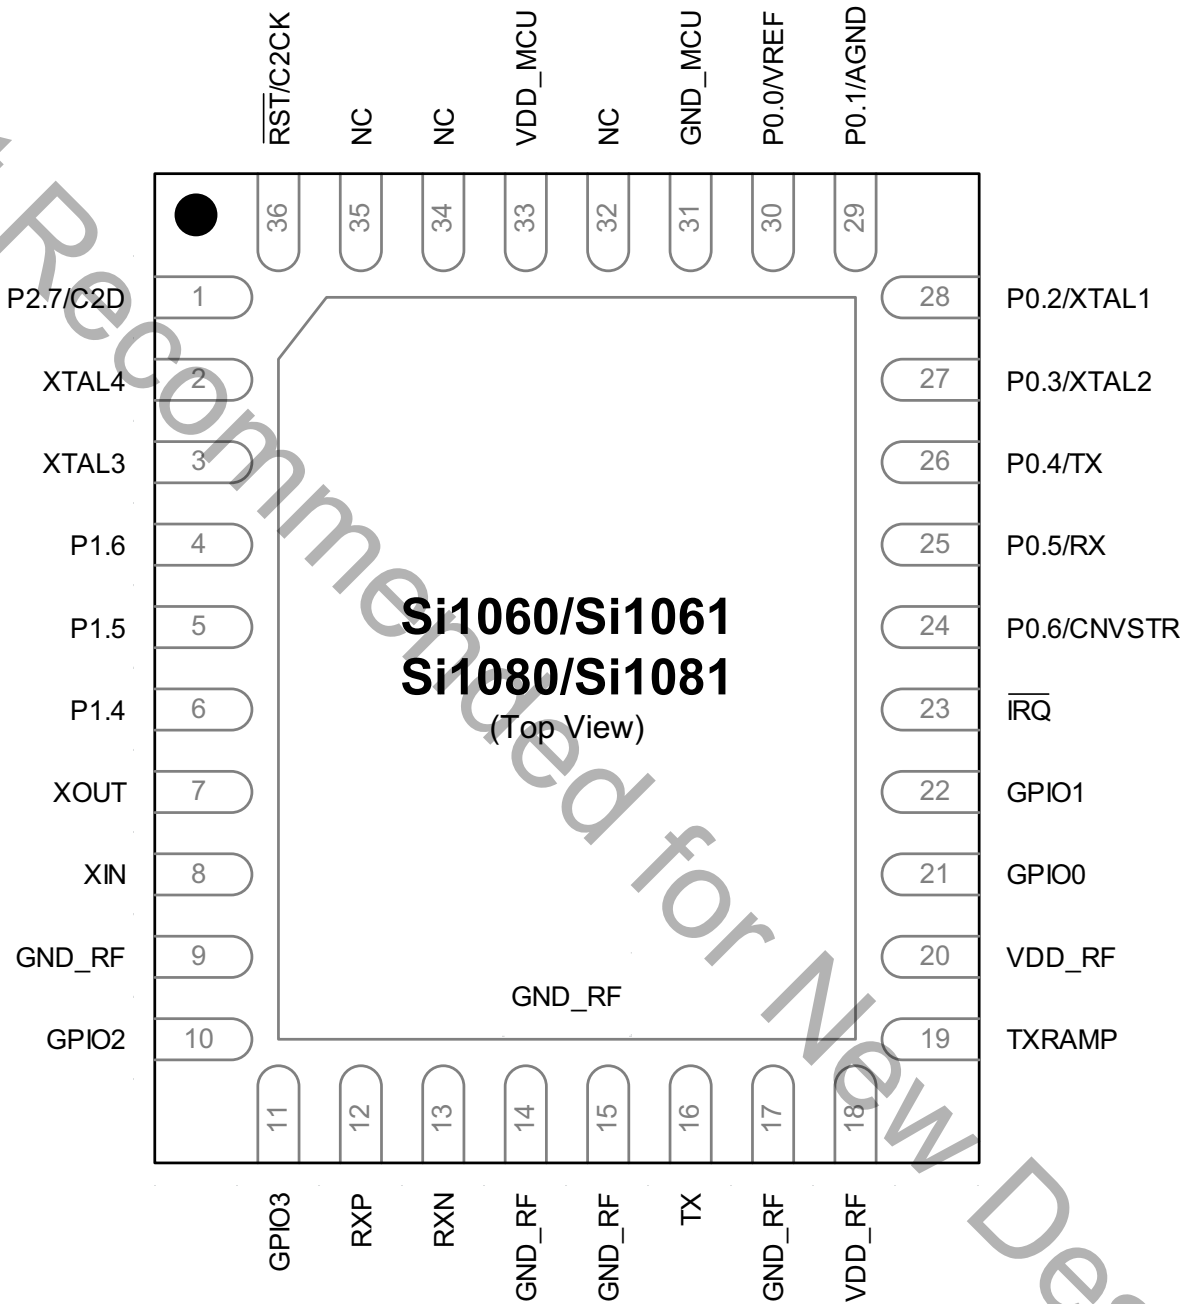 RST/C2CK
NC
NC
VDD_MCU
NC
GND_MCU
P0.0/VREF
P0.1/AGND
36
35
34
33
32
31
30
29
P2.7/C2D
1
28
P0.2/XTAL1
XTAL4
2
27
P0.3/XTAL2
XTAL3
3
26
P0.4/TX
P1.6
4
25
P0.5/RX
P1.5
5
Si1060/Si1061
24
P0.6/CNVSTR
Si1080/Si1081
P1.4
6
(Top View)
23
IRQ
XOUT
7
22
GPIO1
XIN
8
21
GPIO0
GND_RF
9
20
VDD_RF
GND_RF
GPIO2
10
19
TXRAMP
11
12
13
14
15
16
17
18
GPIO3
RXP
RXN
GND_RF
GND_RF
TX
GND_RF
VDD_RF
Recommended for New